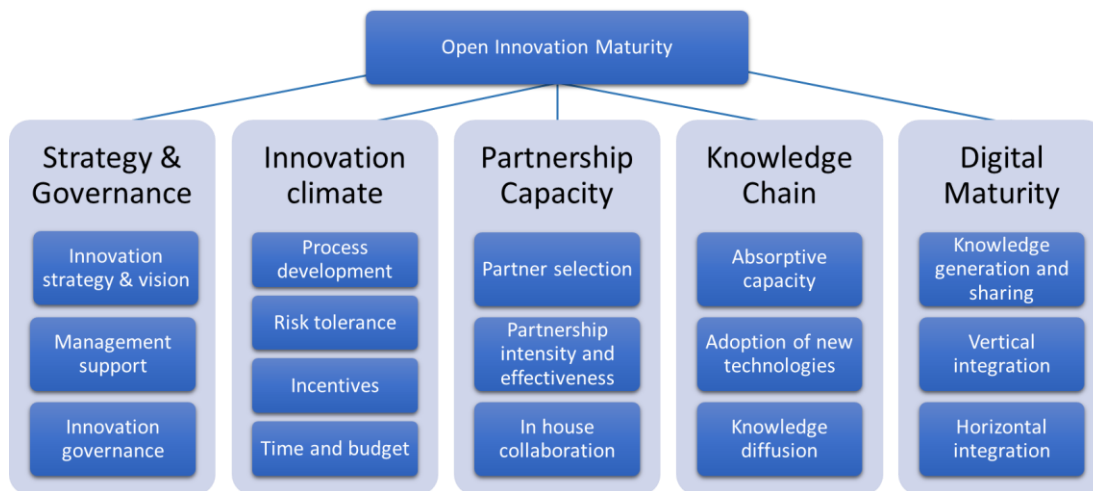 Open Innovation Maturity
Strategy &
Governance
Innovation
strategy & vision
Management
support
Innovation
governance
Innovation
climate
Process
development
Risk tolerance
Incentives
Time and budget
Partnership
Capacity
Partner selection
Partnership
intensity and
effectiveness
In house
collaboration
Knowledge
Chain
Absorptive
capacity
Adoption of new
technologies
Knowledge
diffusion
Digital
Maturity
Knowledge
generation and
sharing
Vertical
integration
Horizontal
integration